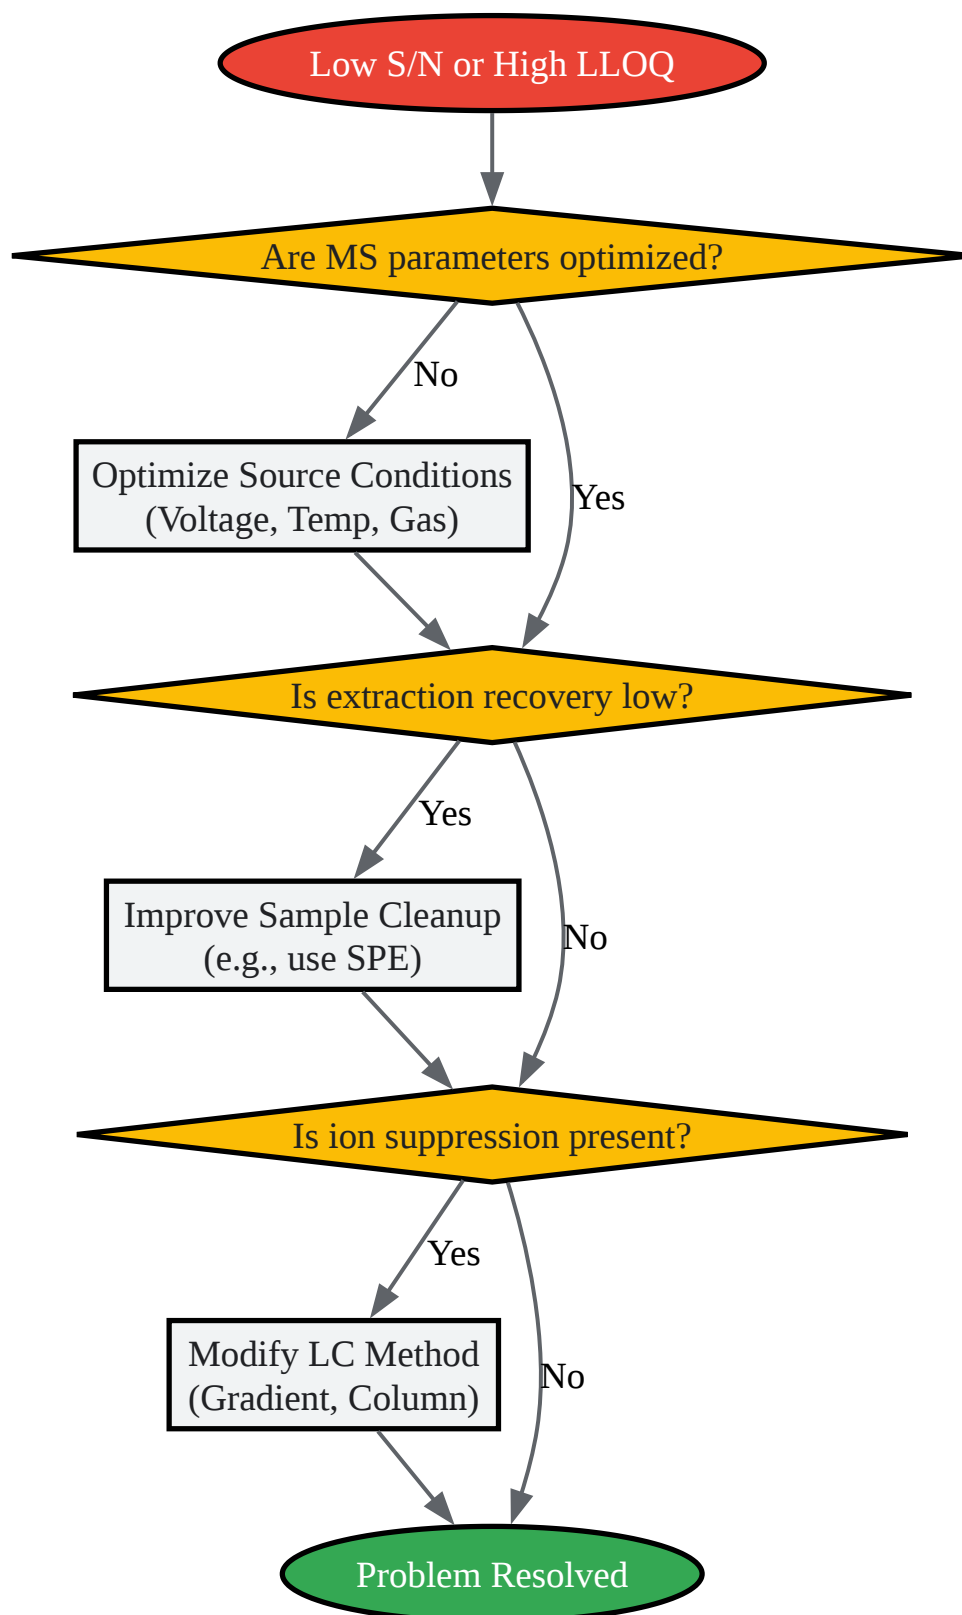 Low S/N or High LLOQ
Are MS parameters optimized?
No
Optimize Source Conditions
(Voltage, Temp, Gas)
Yes
Is extraction recovery low?
Yes
Improve Sample Cleanup
(e.g., use SPE)
No
Is ion suppression present?
Yes
Modify LC Method
(Gradient, Column)
No
Problem Resolved